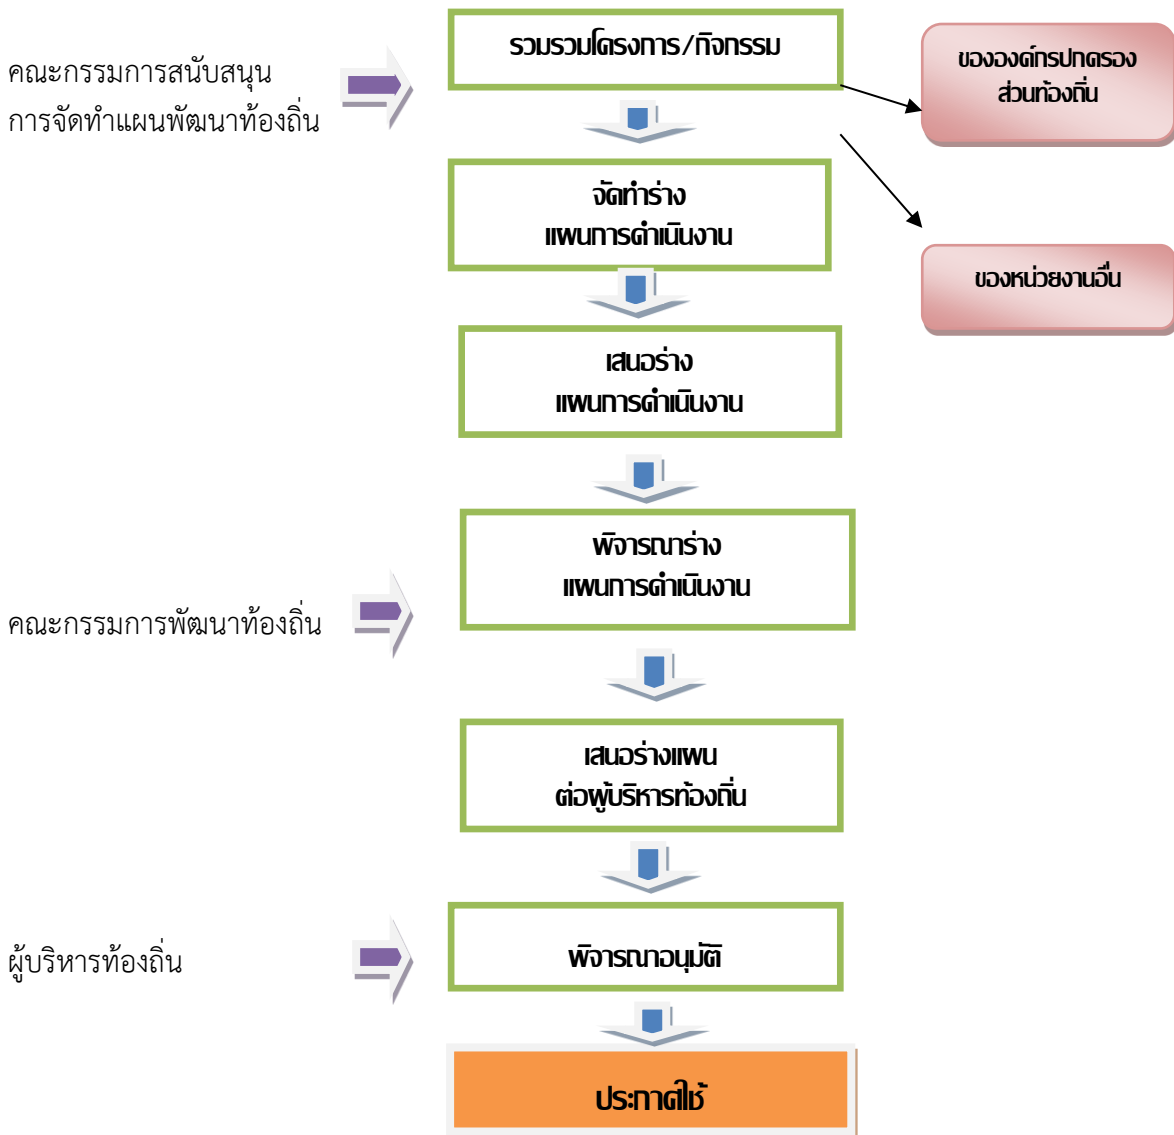 รวบรวมโครงการ/กิจกรรม
คณะกรรมการสนับสนุน
การจัดทำแผนพัฒนาท้องถิ่น
ขององค์กรปกครอง
ส่วนท้องถิ่น
จัดทำร่าง
แผนการดำเนินงาน
ของหน่วยงานอื่น
เสนอร่าง
แผนการดำเนินงาน
พิจารณาร่าง
แผนการดำเนินงาน
คณะกรรมการพัฒนาท้องถิ่น
เสนอร่างแผน
ต่อผู้บริหารท้องถิ่น
ผู้บริหารท้องถิ่น
พิจารณาอนุมัติ
ประกาศใช้